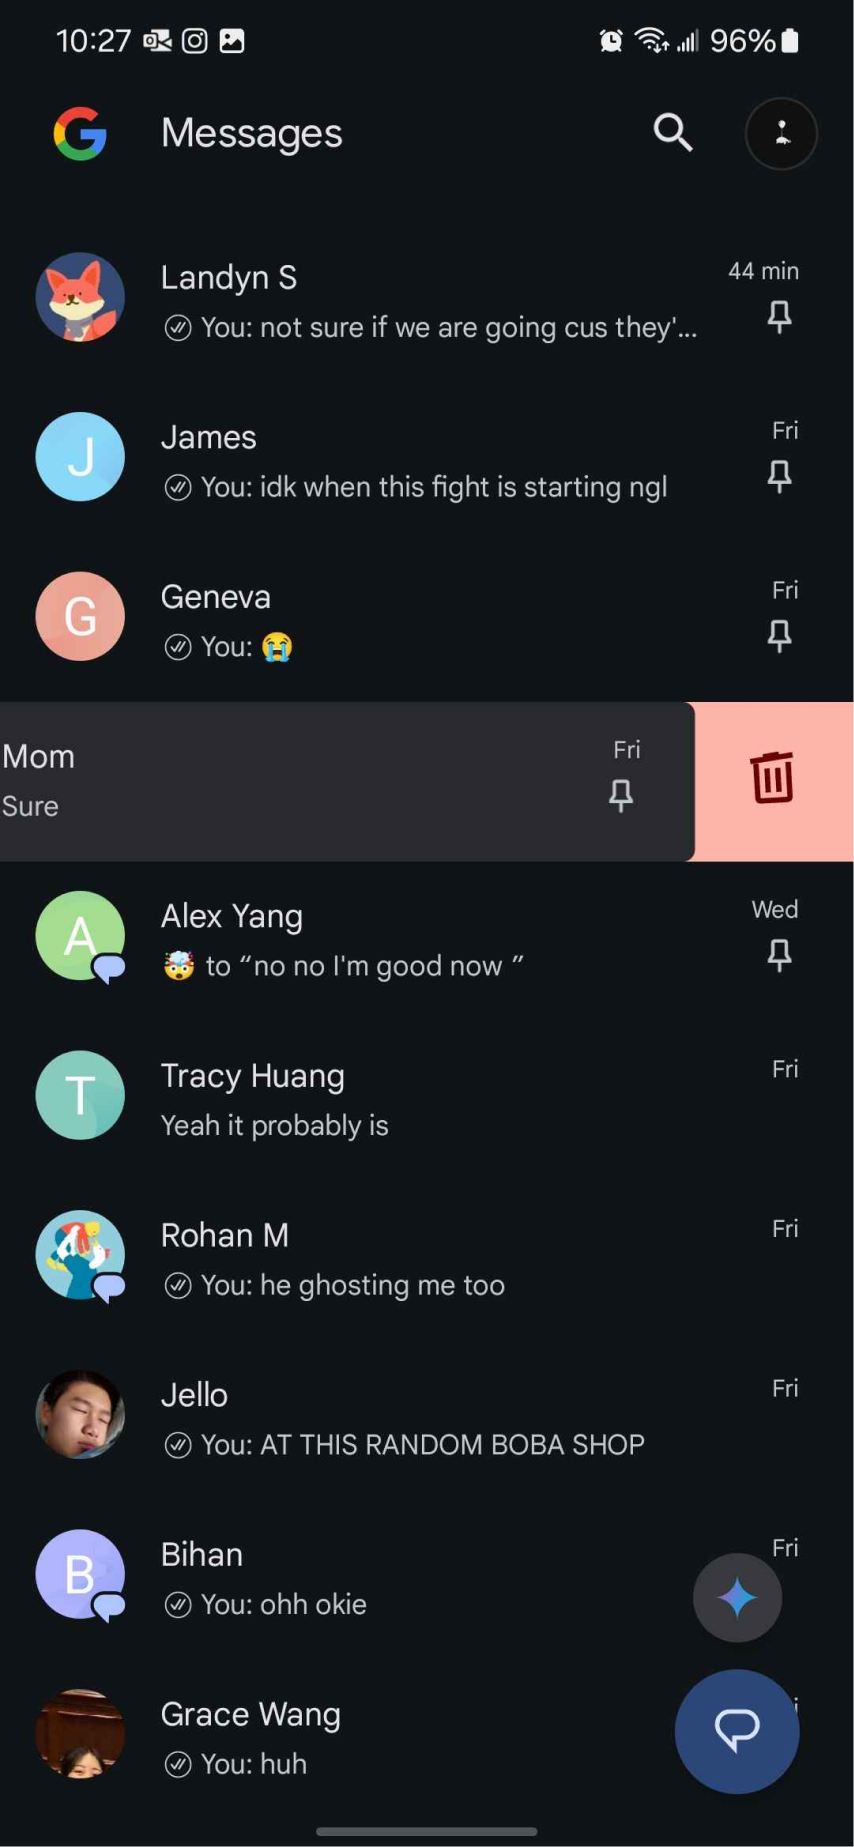 10:27 96%
Messages
Landyn S 44 min
You: not sure if we are going cus they'...
J James Fri
You: idk when this fight is starting ngl
G Geneva Fri
You: 😭
Mom Fri
Sure
A Alex Yang Wed
🤯 to “no no I'm good now ”
T Tracy Huang Fri
Yeah it probably is
Rohan M Fri
You: he ghosting me too
Jello Fri
You: AT THIS RANDOM BOBA SHOP
B Bihan Fri
You: ohh okie
Grace Wang
You: huh